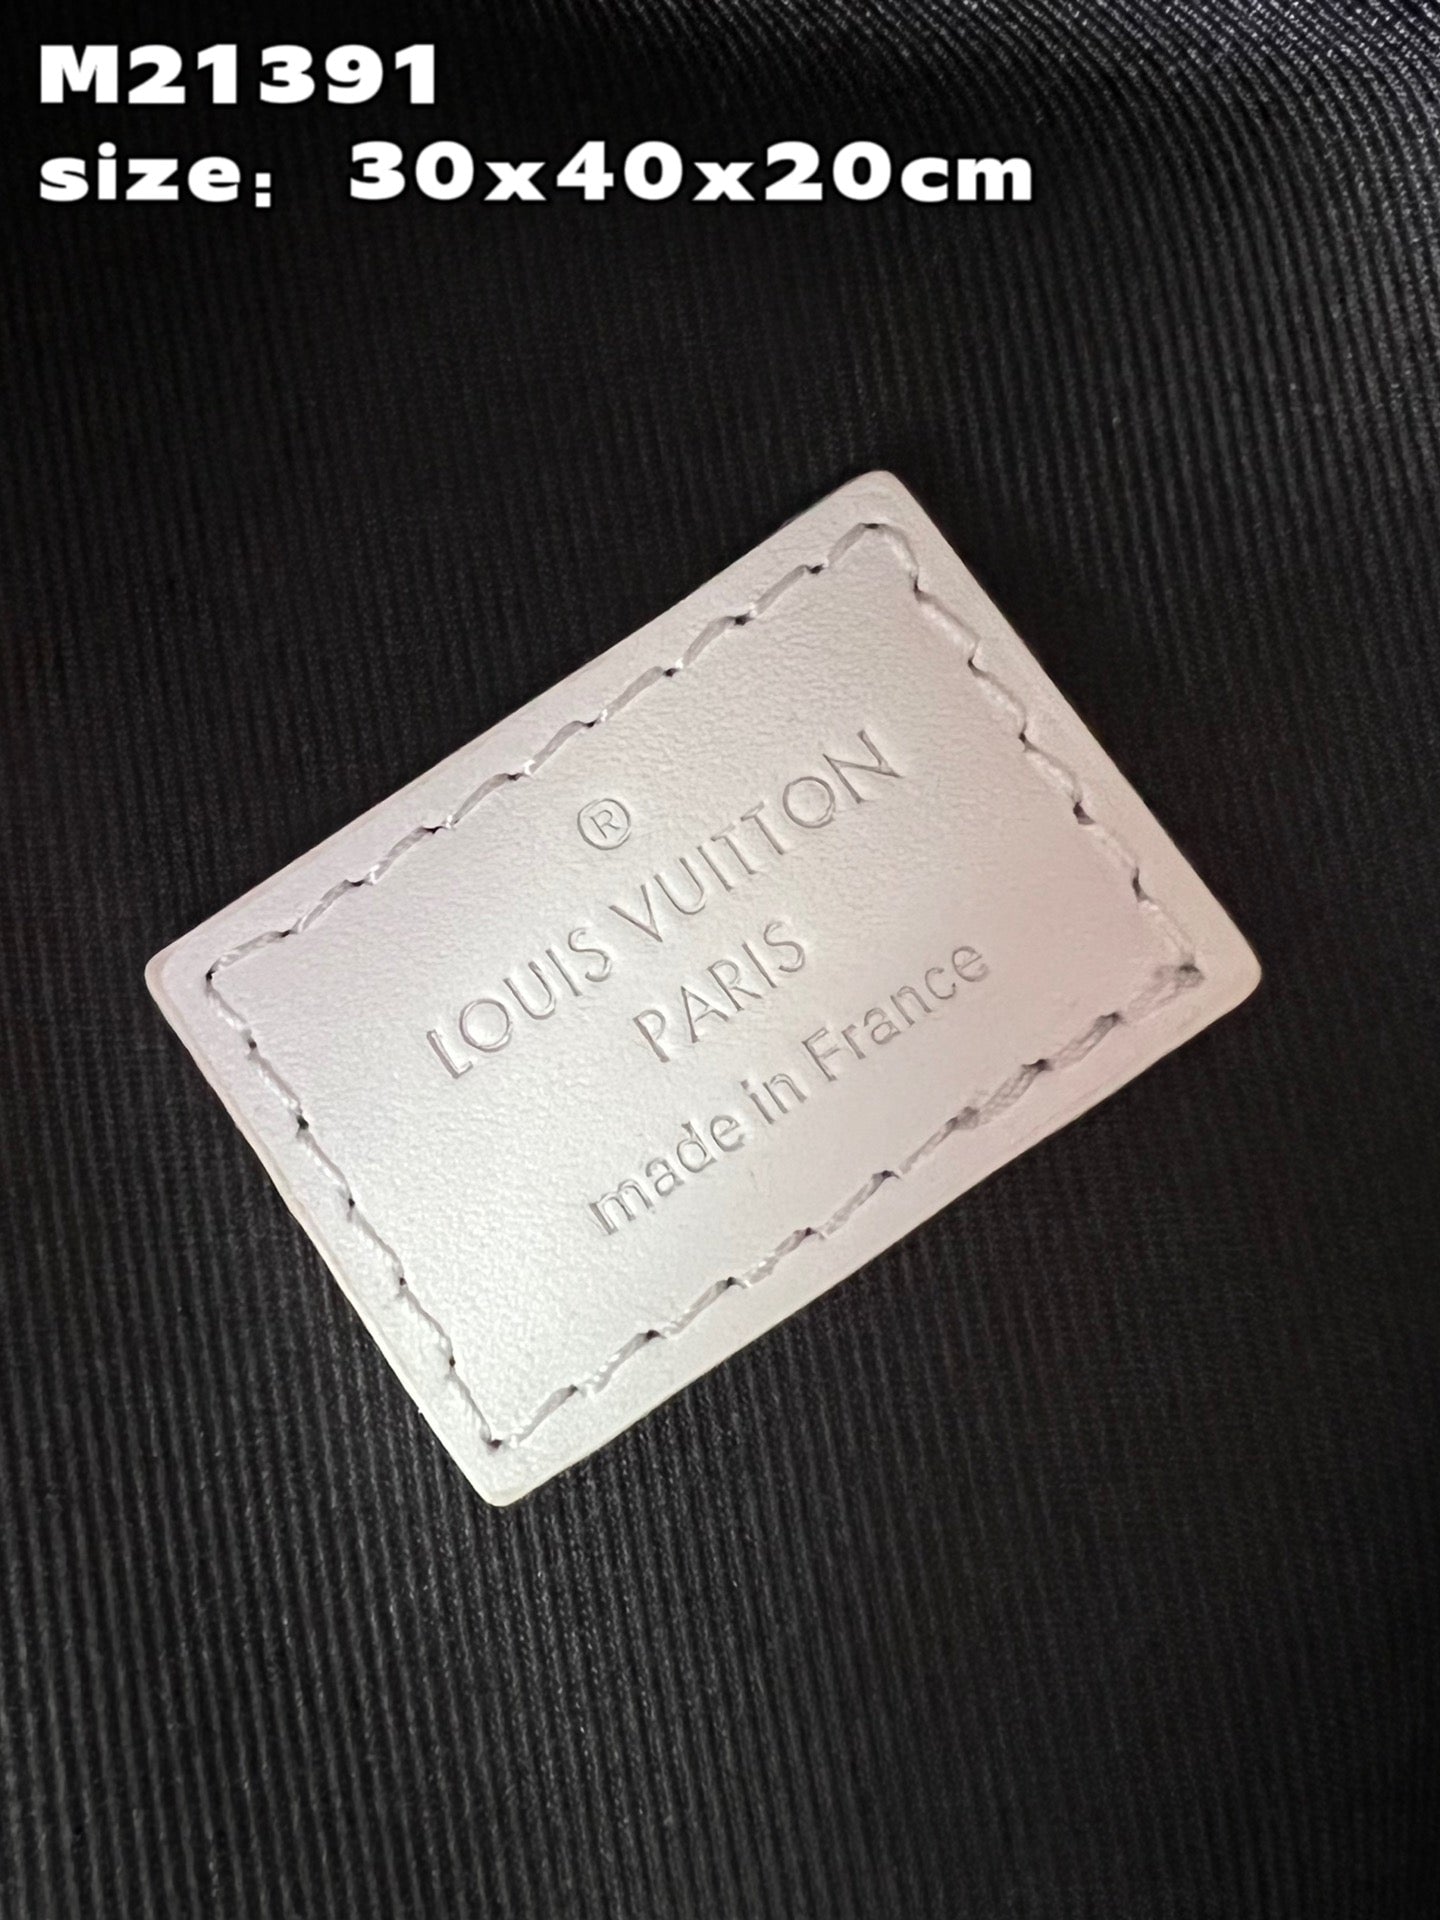 M21391
size： 30x40x20cm
®
LOUIS VUITTON
PARIS
made in France